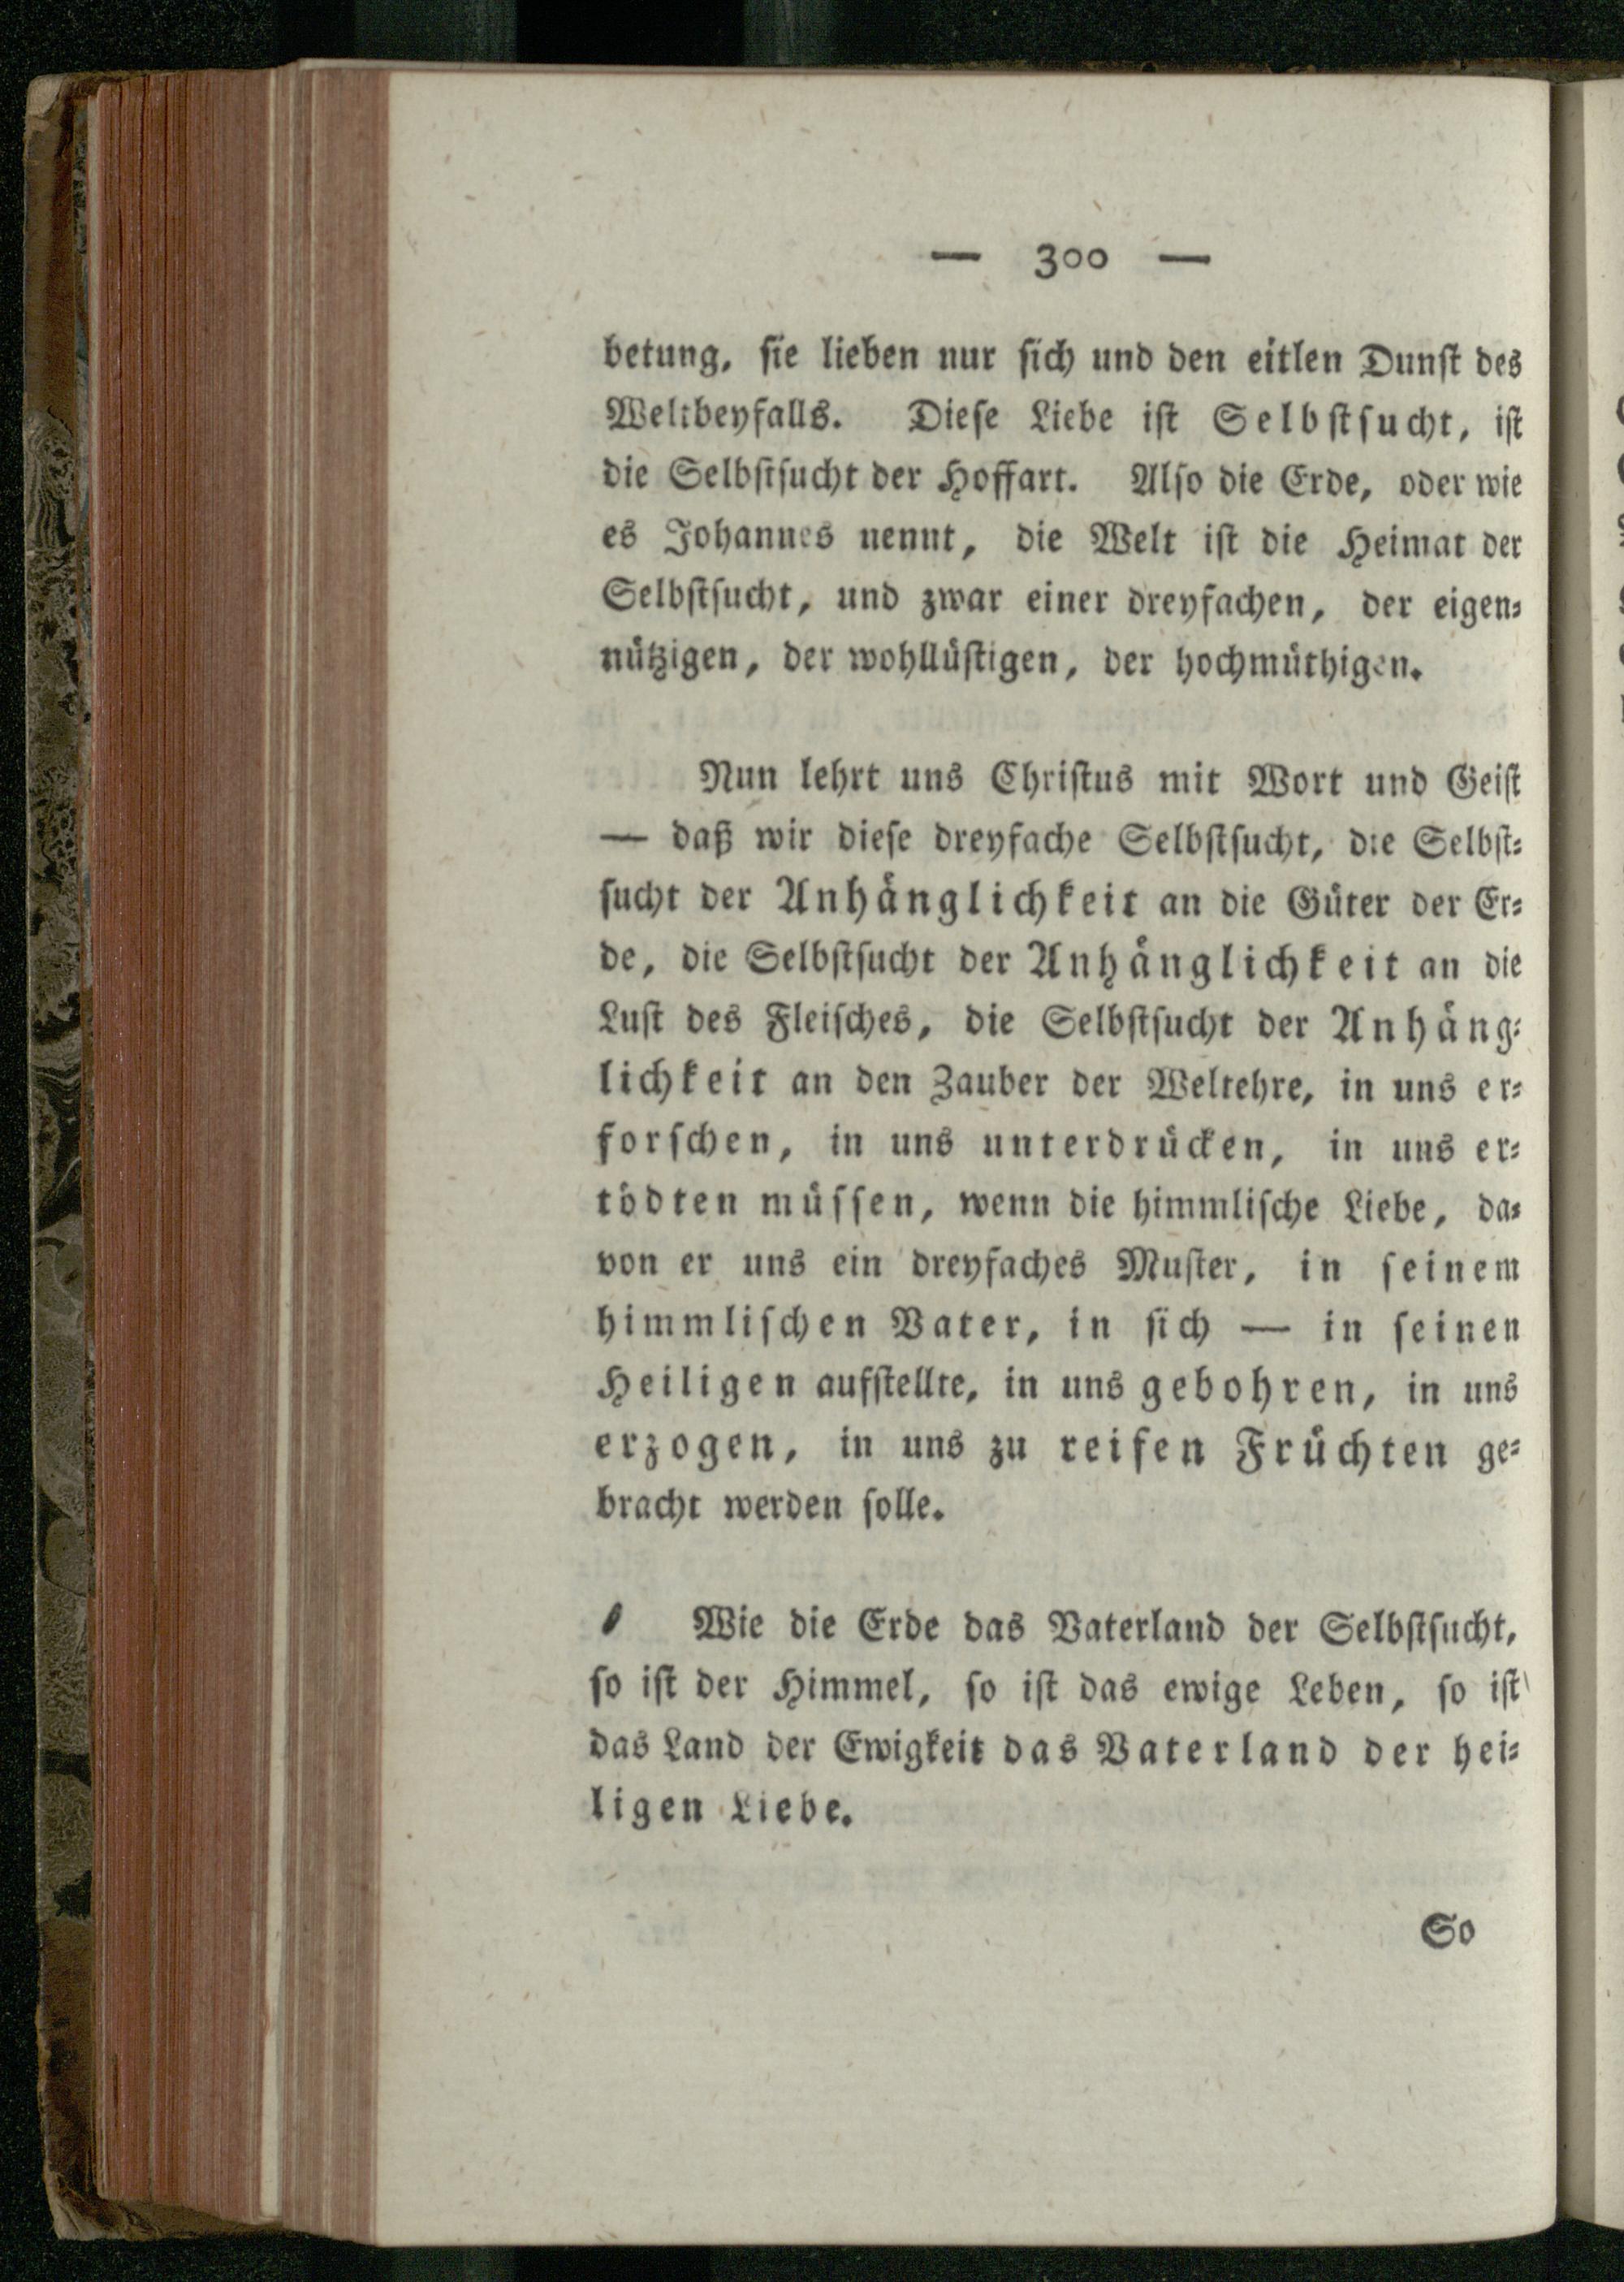 — 300 —
betung, ſie lieben nur ſich und den eitlen Dunſt des
Weltbeyfalls. Dieſe Liebe iſt Selbſtſucht, iſt
die Selbſtſucht der Hoffart. Alſo die Erde, oder wie
es Johannes nennt, die Welt iſt die Heimat der
Selbſtſucht, und zwar einer dreyfachen, der eigen⸗
nützigen, der wohllüſtigen, der hochmüthigen.
Nun lehrt uns Chriſtus mit Wort und Geiſt
— daß wir dieſe dreyfache Selbſtſucht, die Selbſt⸗
ſucht der Anhänglichkeit an die Güter der Er⸗
de, die Selbſtſucht der Anhänglichkeit an die
Luſt des Fleiſches, die Selbſtſucht der Anhäng⸗
lichkeit an den Zauber der Weltehre, in uns er⸗
forſchen, in uns unterdrücken, in uns er⸗
tödten müſſen, wenn die himmliſche Liebe, da⸗
von er uns ein dreyfaches Muſter, in ſeinem
himmliſchen Vater, in ſich — in ſeinen
Heiligen aufſtellte, in uns gebohren, in uns
erzogen, in uns zu reifen Früchten ge⸗
bracht werden ſolle.
Wie die Erde das Vaterland der Selbſtſucht,
ſo iſt der Himmel, ſo iſt das ewige Leben, ſo iſt
das Land der Ewigkeit das Vaterland der hei⸗
ligen Liebe.
So